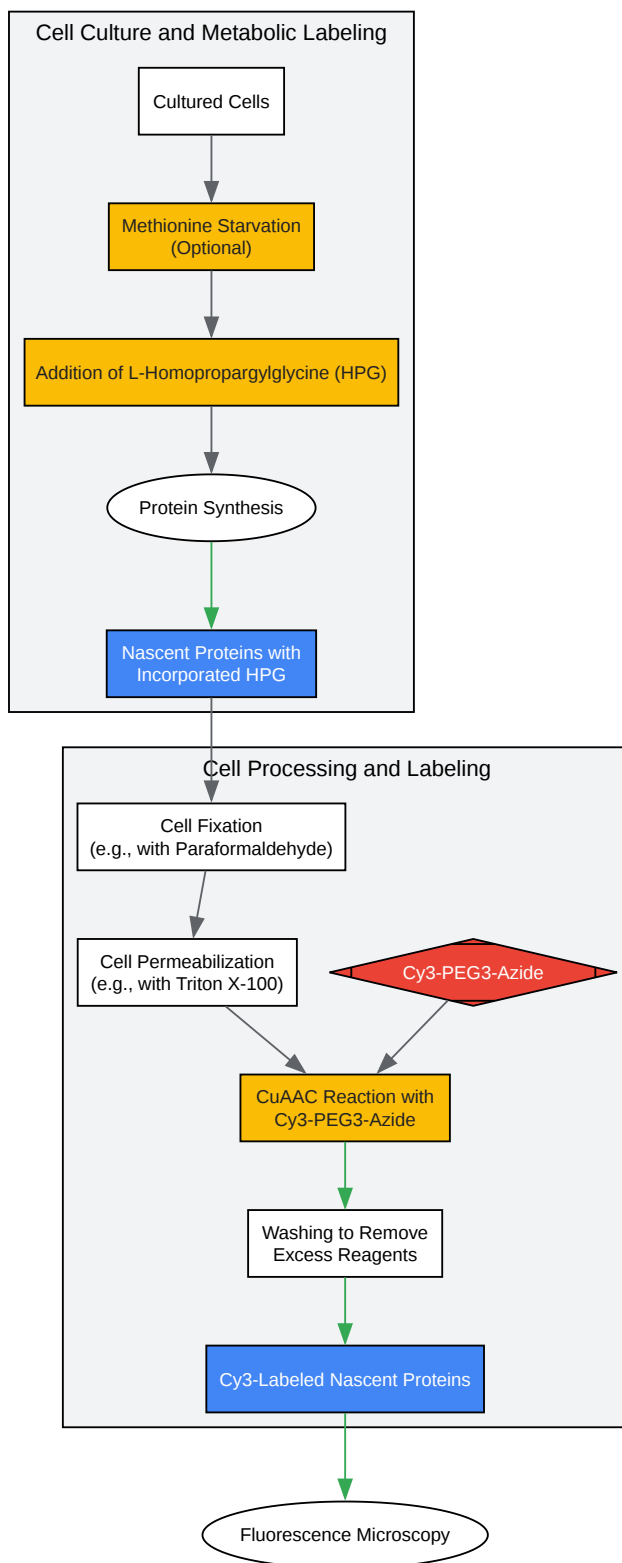 Cell Culture and Metabolic Labeling
Cultured Cells
Methionine Starvation
(Optional)
Addition of L-Homopropargylglycine (HPG)
Protein Synthesis
Nascent Proteins with
Incorporated HPG
Cell Processing and Labeling
Cell Fixation
(e.g., with Paraformaldehyde)
Cell Permeabilization
(e.g., with Triton X-100)
Cy3-PEG3-Azide
CuAAC Reaction with
Cy3-PEG3-Azide
Washing to Remove
Excess Reagents
Cy3-Labeled Nascent Proteins
Fluorescence Microscopy